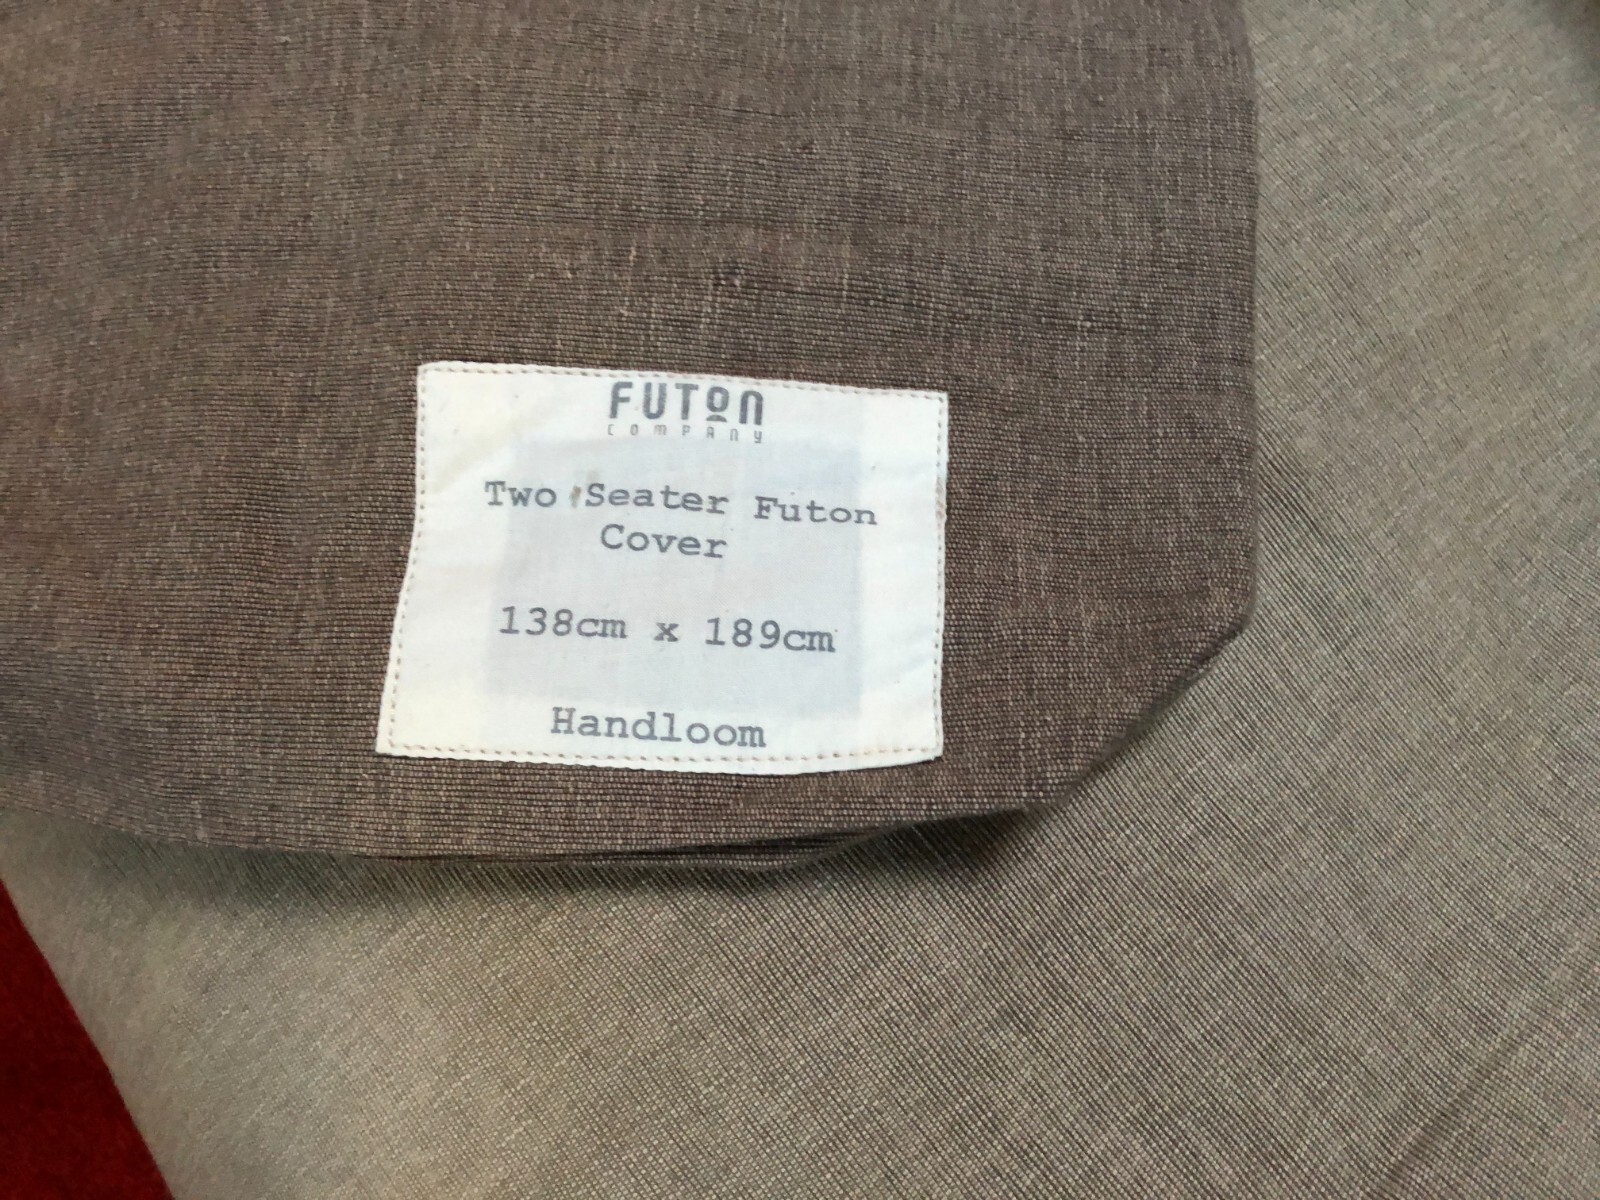 FUTON
COMPANY
Two Seater Futon
Cover
138cm x 189cm
Handloom